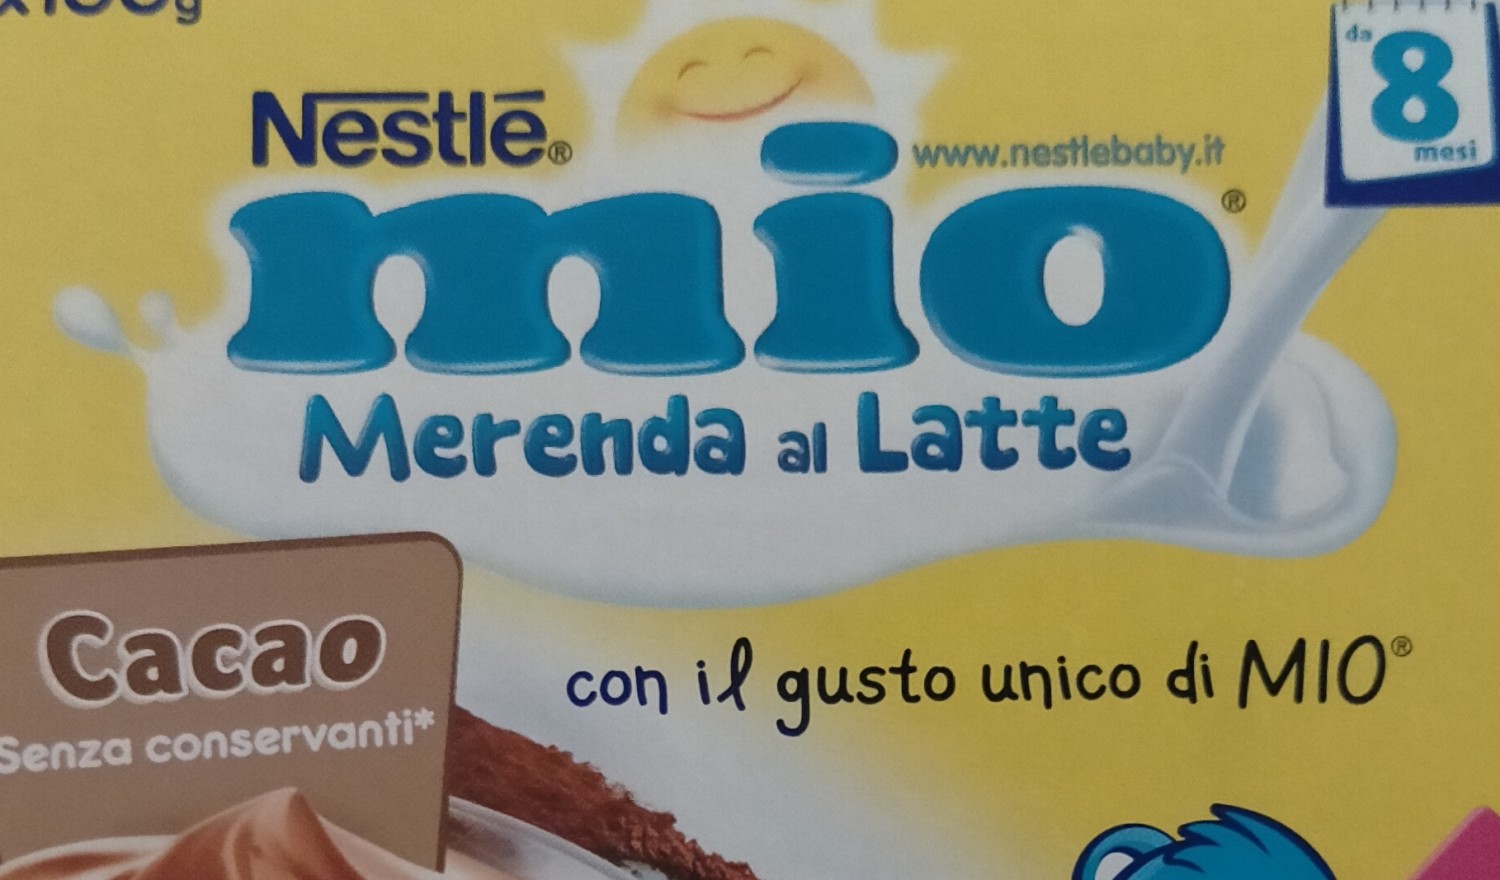 Nestlé®
www.nestlebaby.it
da
8
mesi
mio®
Merenda al Latte
Cacao
Senza conservanti*
con il gusto unico di MIO®